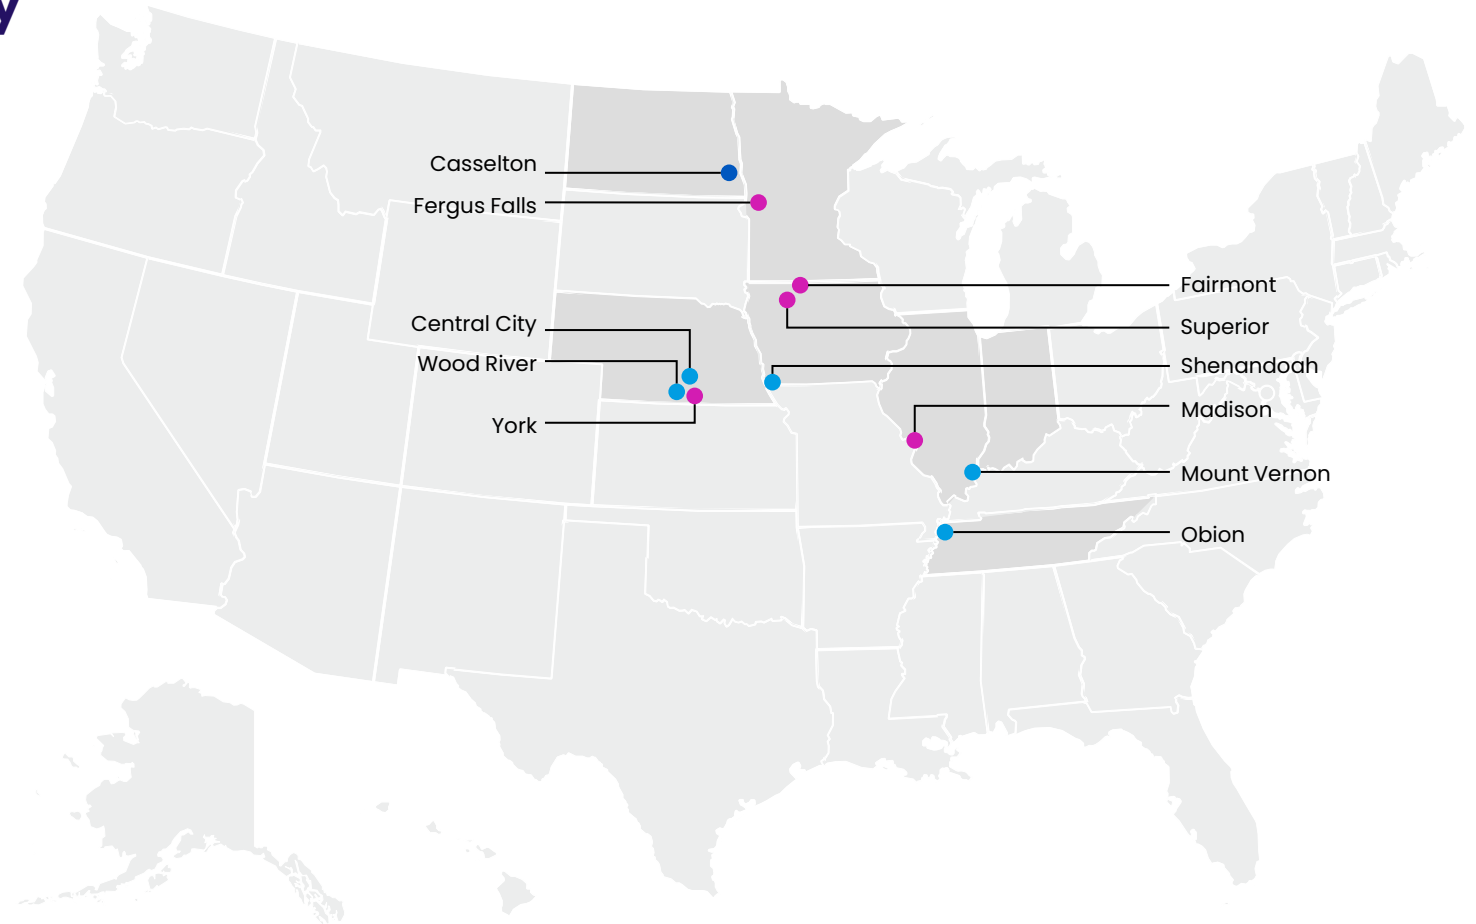 y
Casselton
Fergus Falls
Central City
Wood River
York
Fairmont
Superior
Shenandoah
Madison
Mount Vernon
Obion